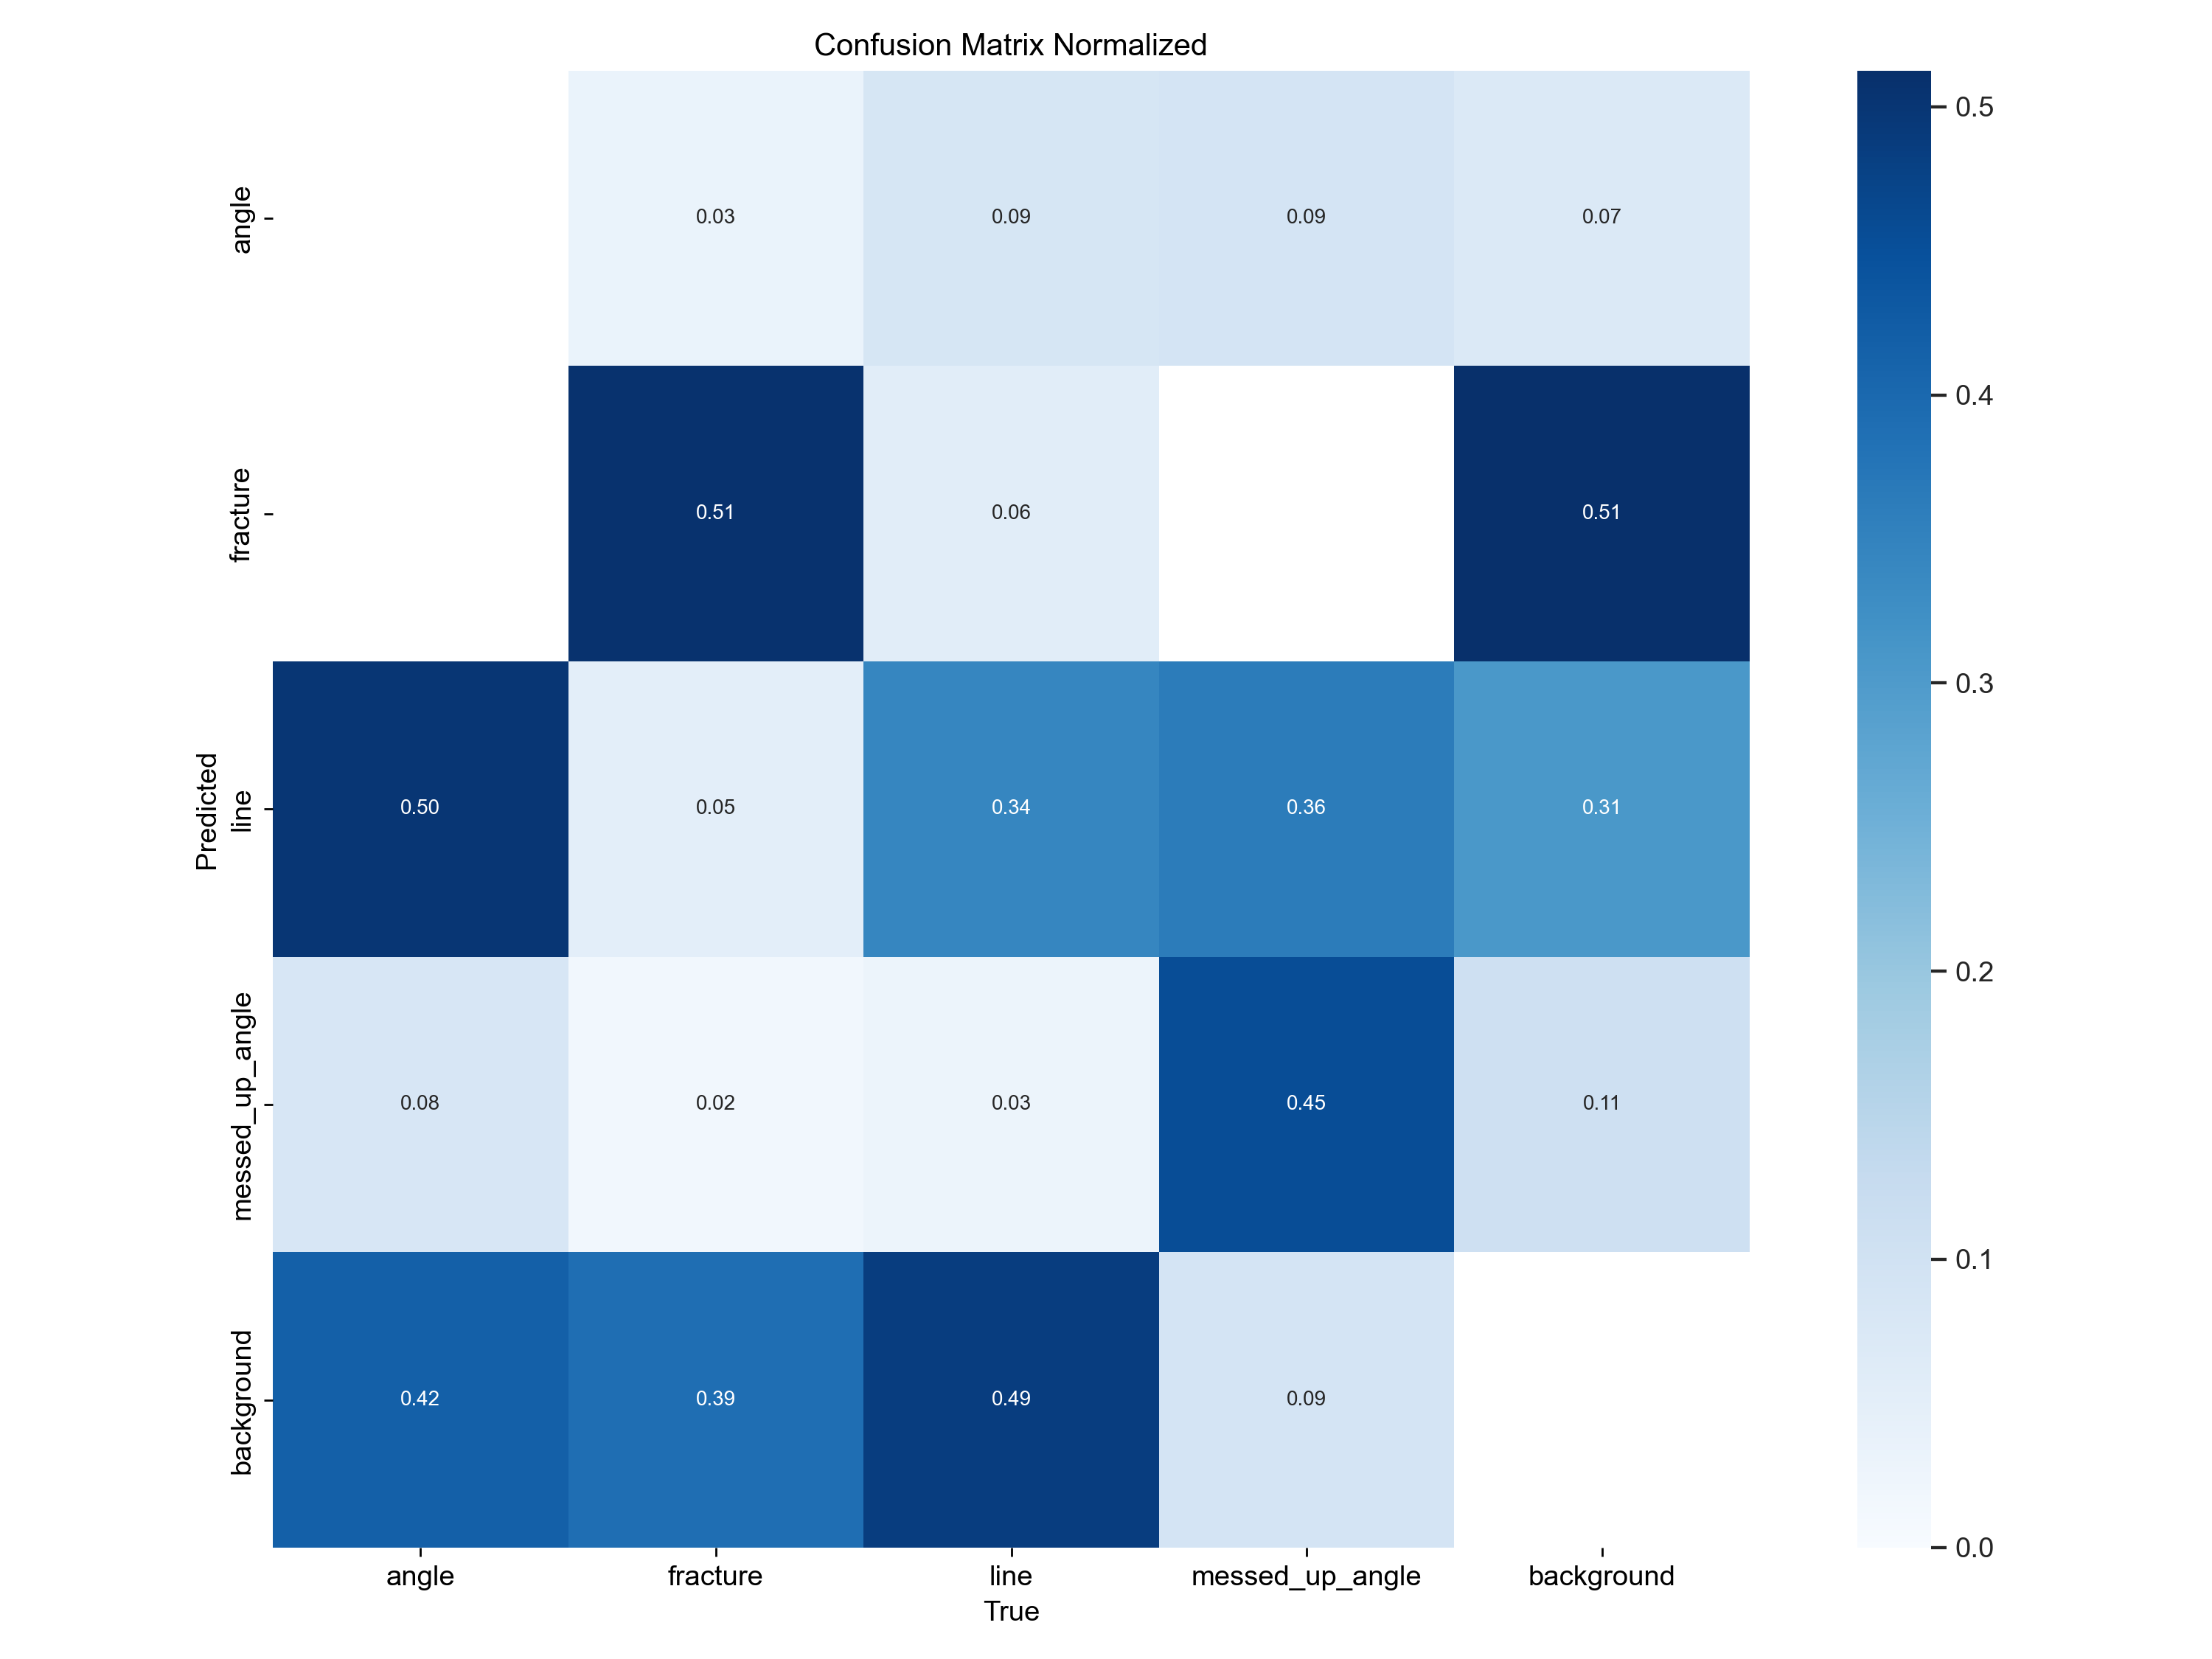 Confusion Matrix Normalized
angle
0.03
0.09
0.09
0.07
fracture
0.51
0.06
0.51
Predicted
line
0.50
0.05
0.34
0.36
0.31
messed_up_angle
0.08
0.02
0.03
0.45
0.11
background
0.42
0.39
0.49
0.09
angle
fracture
line
messed_up_angle
background
True
0.5
0.4
0.3
0.2
0.1
0.0